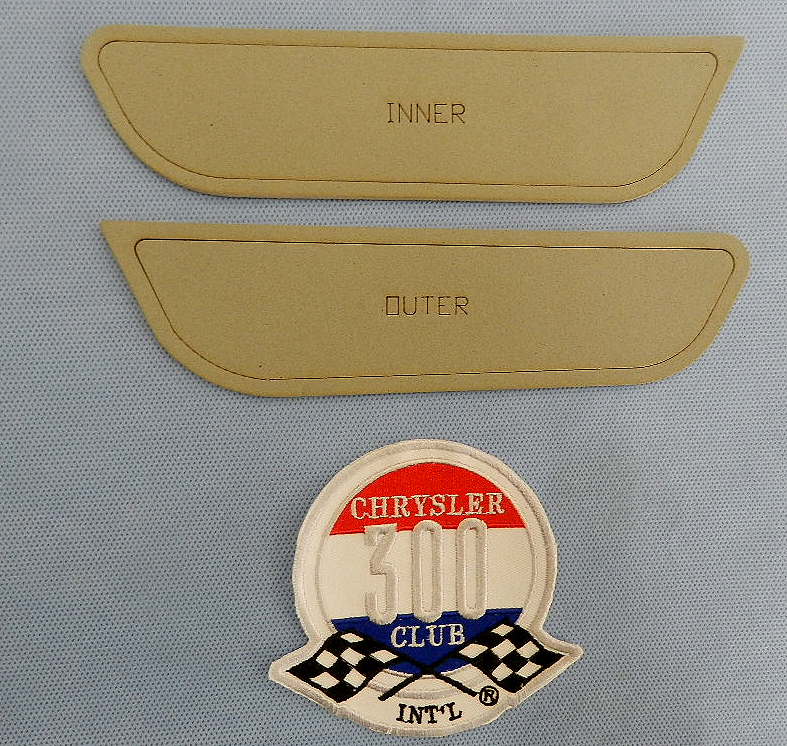 INNER
OUTER
CHRYSLER
300
CLUB
INT'L ®